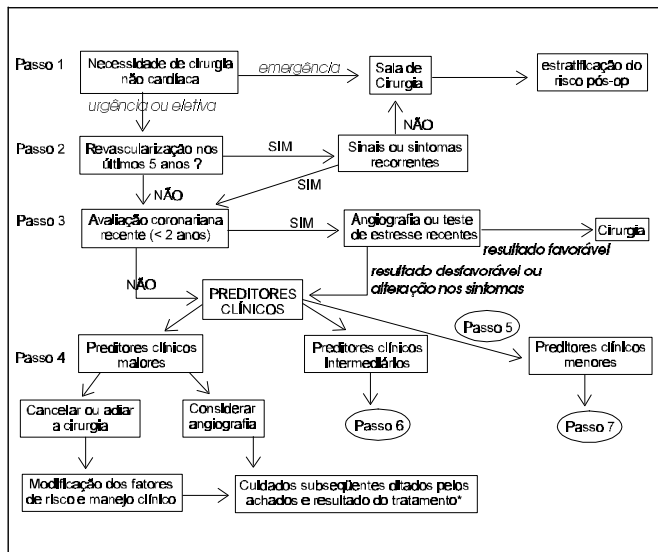 Passo 1
Necessidade de cirurgia
não cardíaca
emergência
Sala de
Cirurgia
estratificação do
risco pós-op
urgência ou eletiva
NÃO
Passo 2
Revascularização nos
últimos 5 anos ?
SIM
Sinais ou sintomas
recorrentes
SIM
NÃO
Passo 3
Avaliação coronariana
recente (< 2 anos)
SIM
Angiografia ou teste
de estresse recentes
Cirurgia
resultado favorável
NÃO
resultado desfavorável ou
alteração nos sintomas
PREDITORES
CLÍNICOS
Passo 5
Passo 4
Preditores clínicos
maiores
Preditores clínicos
Intermediários
Preditores clínicos
menores
Cancelar ou adiar
a cirurgia
Considerar
angiografia
Passo 6
Passo 7
Modificação dos fatores
de risco e manejo clínico
Cuidados subseqüentes ditados pelos
achados e resultado do tratamento*